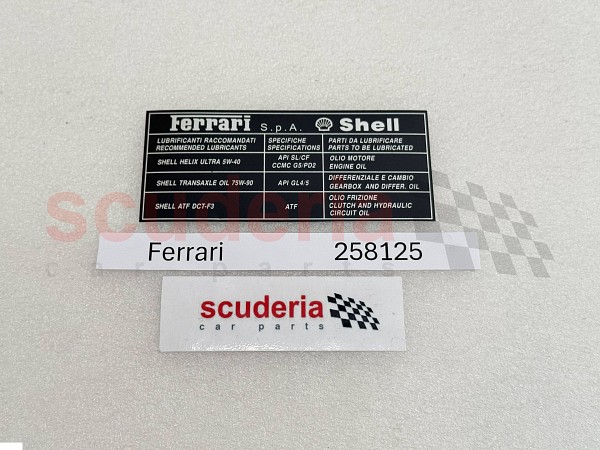 Ferrari S.p.A. Shell
LUBRIFICANTI RACCOMANDATI SPECIFICHE PARTI DA LUBRIFICARE
RECOMMENDED LUBRICANTS SPECIFICATIONS PARTS TO BE LUBRICATED
SHELL HELIX ULTRA 5W-40 API SL/CF OLIO MOTORE
CCMC G5/PD2 ENGINE OIL
SHELL TRANSAXLE OIL 75W-90 API GL4/5 DIFFERENZIALE E CAMBIO
GEARBOX AND DIFFER. OIL
SHELL ATF DCT-F3 ATF OLIO FRIZIONE
CLUTCH AND HYDRAULIC
CIRCUIT OIL
scuderia
car parts
Ferrari 258125
scuderia
car parts